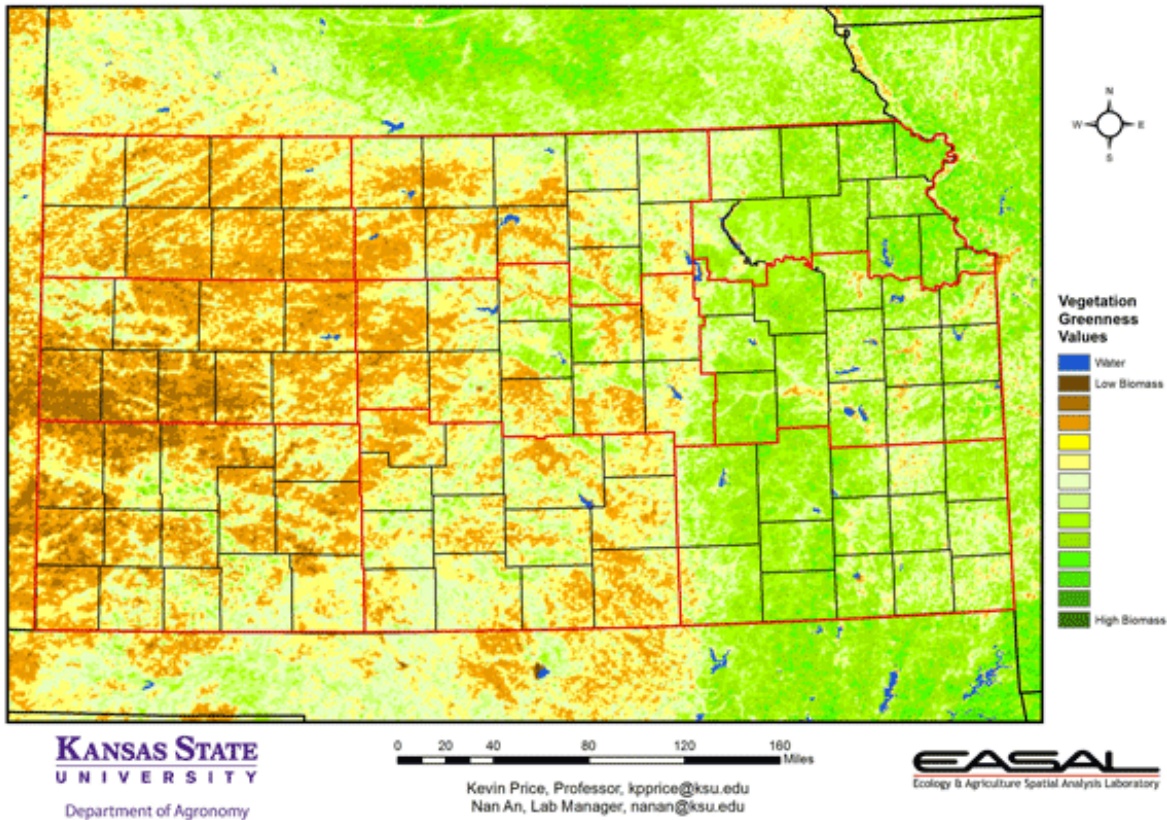 N
W E
S
Vegetation
Greenness
Values
Water
Low Biomass
High Biomass
KANSAS STATE
UNIVERSITY
Department of Agronomy
0 20 40 80 120 160
Miles
Kevin Price, Professor, kpprice@ksu.edu
Nan An, Lab Manager, nanan@ksu.edu
EASAL
Ecology & Agriculture Spatial Analysis Laboratory